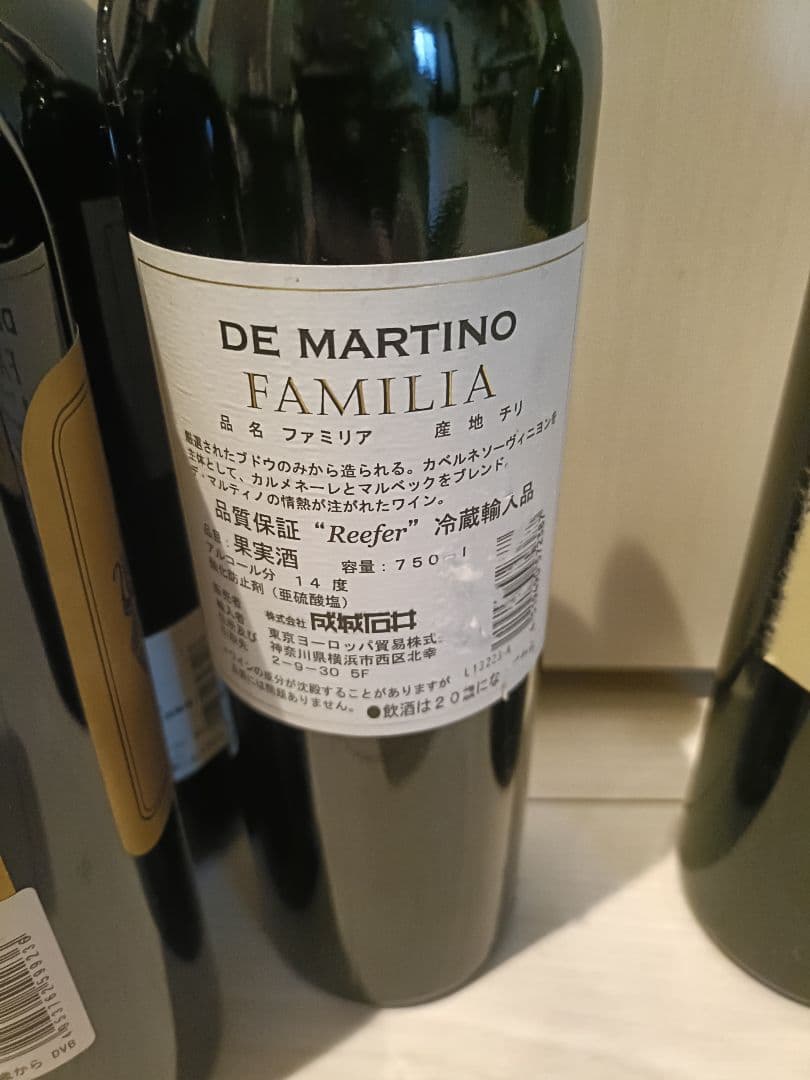 DE MARTINO
FAMILIA
品名 ファミリア 産地 チリ
厳選されたブドウのみから造られる。カベルネソーヴィニヨンを
主体として、カルメネーレとマルベックをブレンド。
デ・マルティノの情熱が注がれたワイン。
品質保証 “Reefer” 冷蔵輸入品
品目：果実酒 容量：750
アルコール分 14度
酸化防止剤（亜硫酸塩）
株式会社 成城石井
東京ヨーロッパ貿易株式
神奈川県横浜市西区北幸
2-9-30 5F
ワインの成分が沈殿することがありますが L13223-A
品質には問題ありません。 ●飲酒は20歳にな
から DVB